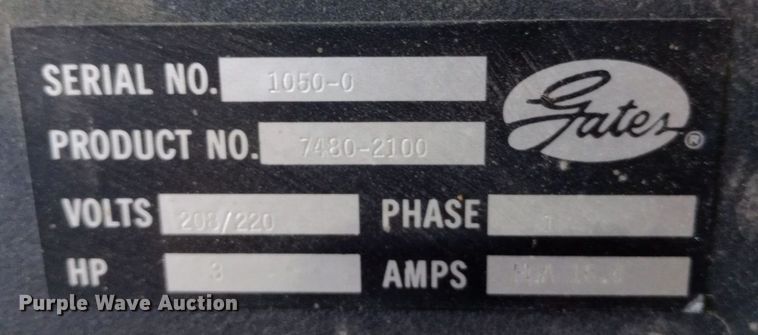 SERIAL NO. 1050-0
Gates ®
PRODUCT NO. 7480-2100
VOLTS 208/220 PHASE 1
HP 3 AMPS
Purple Wave Auction